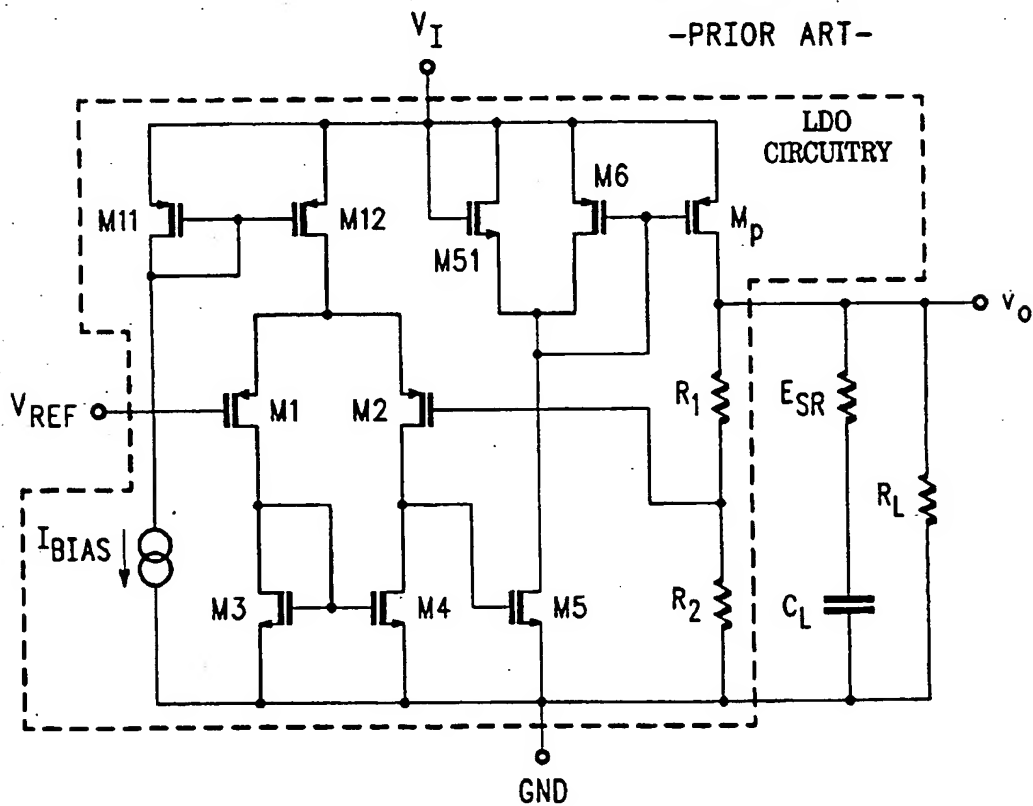 V_I
-PRIOR ART-
LDO
CIRCUITRY
M11
M12
M51
M6
M_p
v_o
V_REF
M1
M2
R_1
E_SR
R_L
I_BIAS
M3
M4
M5
R_2
C_L
GND